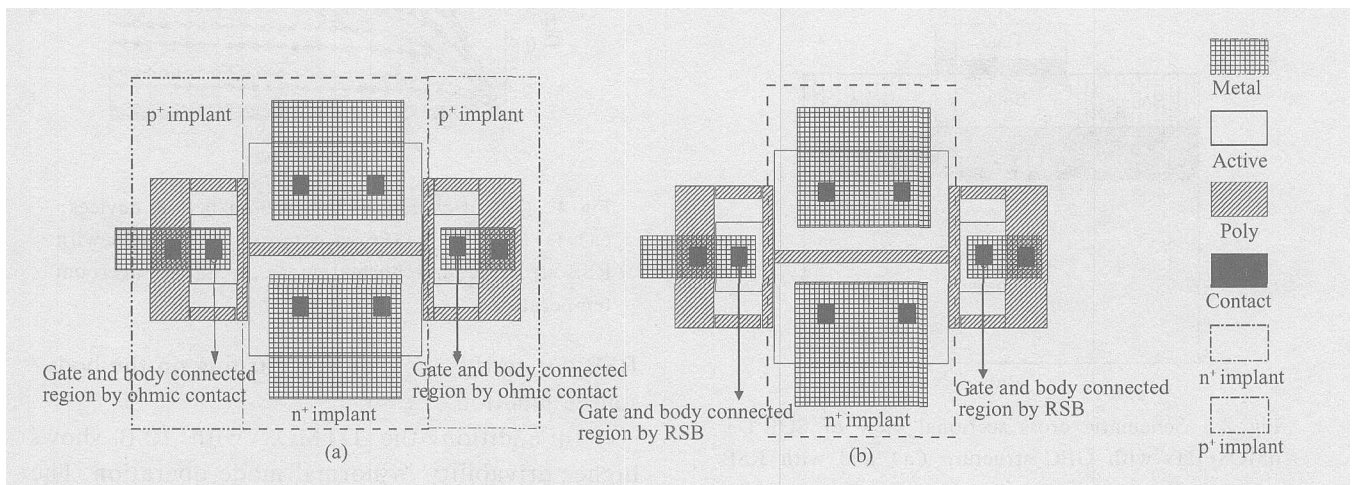 p+ implant
p+ implant
Gate and body connected
region by ohmic contact
Gate and body connected
region by ohmic contact
n+ implant
(a)
Gate and body connected
region by RSB
Gate and body connected
region by RSB
n+ implant
(b)
Metal
Active
Poly
Contact
n+ implant
p+ implant